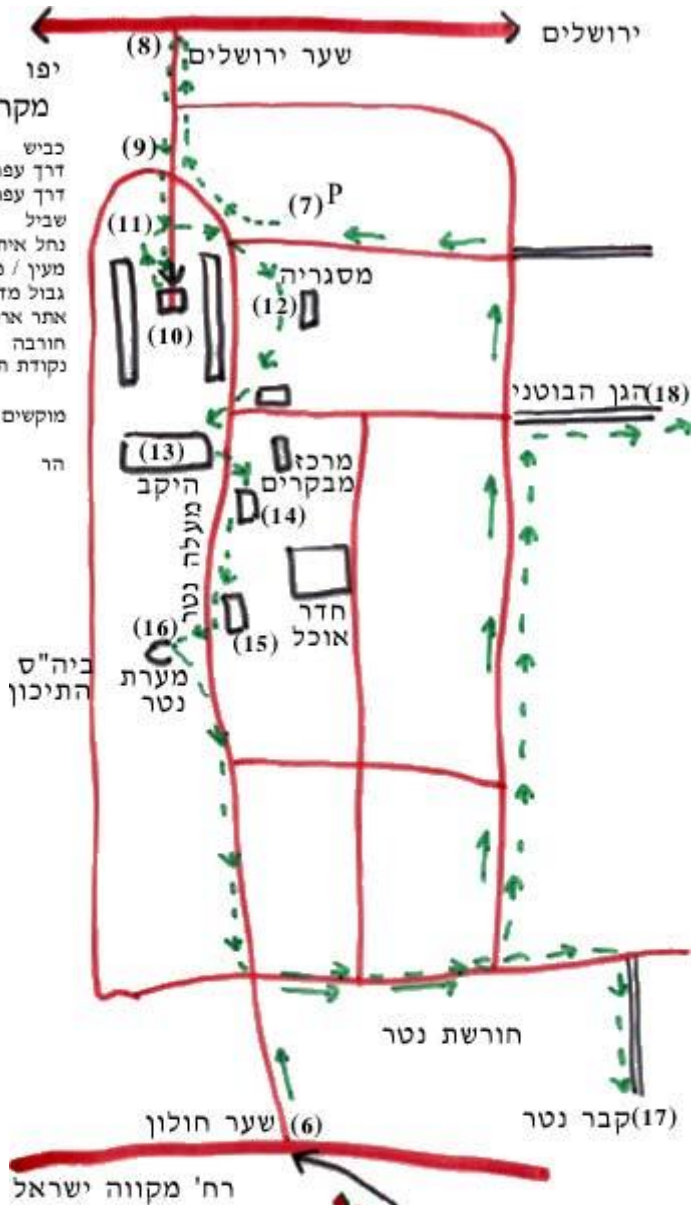 ירושלים
(8)
שער ירושלים
יפו
כביש
שביל
חורבה
מוקשים
הר
(9)
(7) P
(11)
מסגריה
(12)
(10)
הגן הבוטני (18)
(13)
היקב
מרכז
מבקרים
(14)
מעלה נטר
חדר
אוכל
(15)
(16)
מערת
נטר
ביה"ס
התיכון
חורשת נטר
קבר נטר (17)
שער חולון (6)
רח' מקווה ישראל